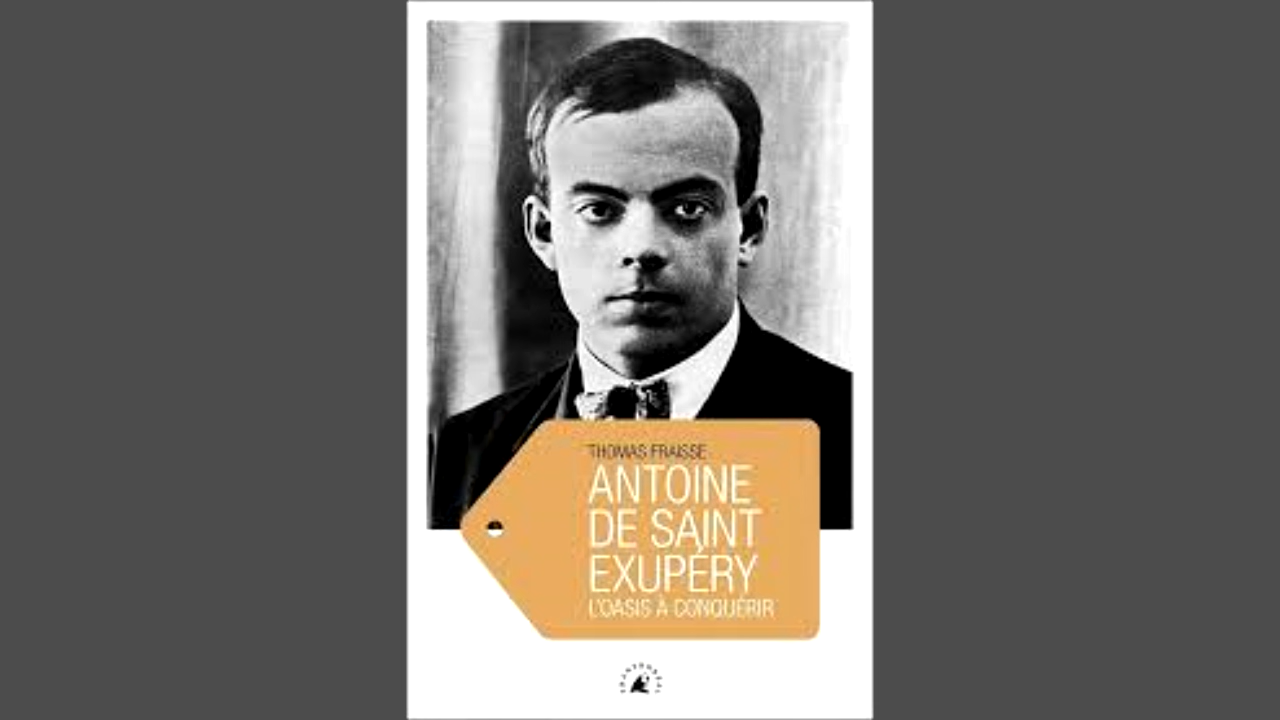 THOMAS FRAISSE
ANTOINE
DE SAINT
EXUPÉRY
L'OASIS À CONQUÉRIR